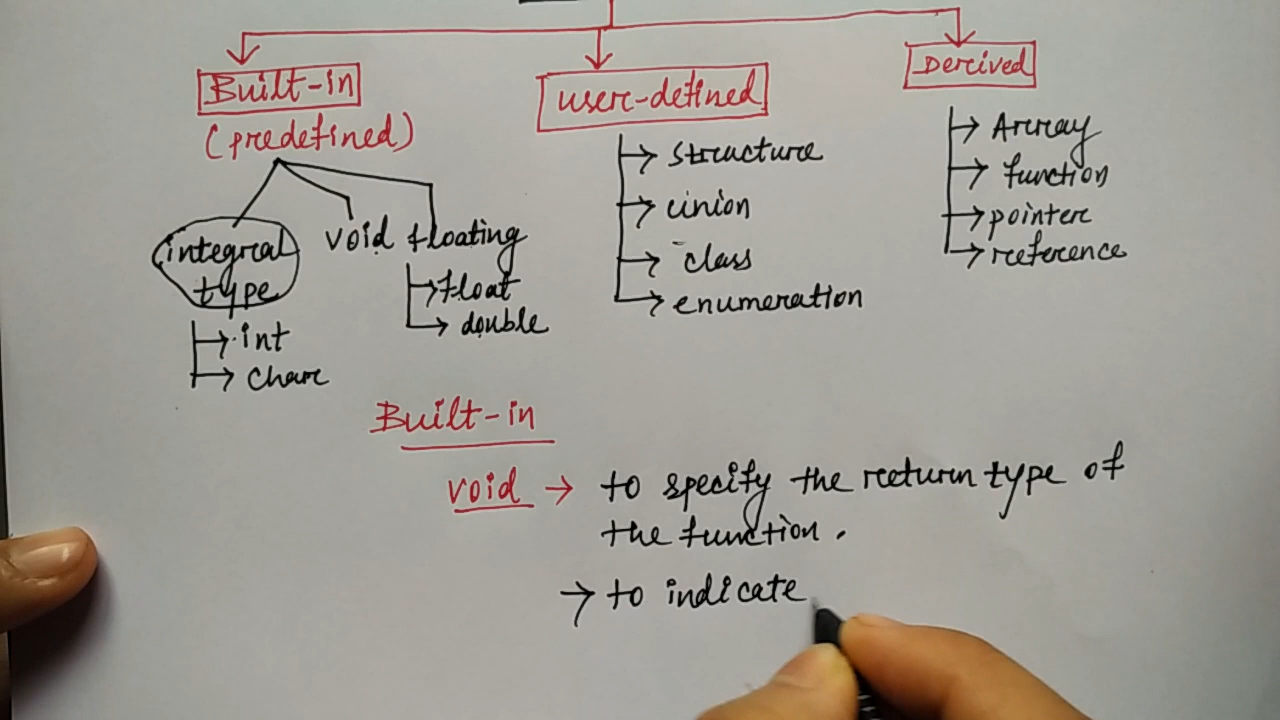 Built-in
(predefined)
integral
type
int
char
void
floating
float
double
user-defined
structure
union
class
enumeration
Derived
Array
function
pointer
reference
Built-in
void → to specify the return type of
the function.
→ to indicate